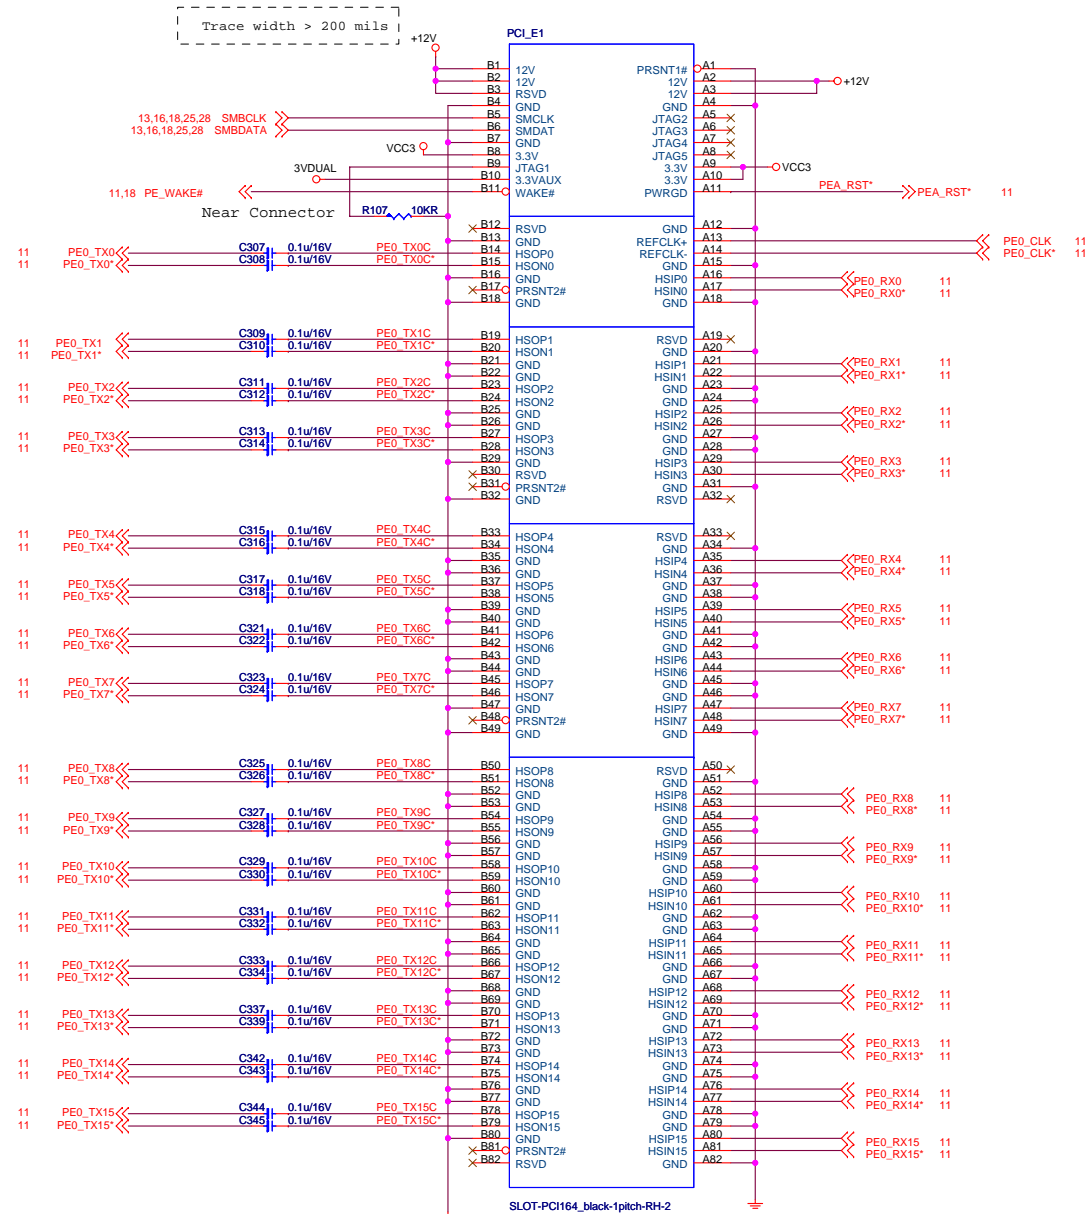 Trace width > 200 mils
PCI_E1
+12V
B1 12V PRSNT1# A1
B2 12V 12V A2 +12V
B3 RSVD 12V A3
B4 GND GND A4
13,16,18,25,28 SMBCLK B5 SMCLK JTAG2 A5
13,16,18,25,28 SMBDATA B6 SMDAT JTAG3 A6
B7 GND JTAG4 A7
VCC3 B8 3.3V JTAG5 A8
B9 JTAG1 3.3V A9 VCC3
3VDUAL B10 3.3VAUX 3.3V A10
11,18 PE_WAKE# B11 WAKE# PWRGD A11 PEA_RST* PEA_RST* 11
Near Connector R107 10KR
B12 RSVD GND A12
B13 GND REFCLK+ A13 PE0_CLK 11
11 PE0_TX0 C307 0.1u/16V PE0_TX0C B14 HSOP0 REFCLK- A14 PE0_CLK* 11
11 PE0_TX0* C308 0.1u/16V PE0_TX0C* B15 HSON0 GND A15
B16 GND HSIP0 A16 PE0_RX0 11
B17 PRSNT2# HSIN0 A17 PE0_RX0* 11
B18 GND GND A18
11 PE0_TX1 C309 0.1u/16V PE0_TX1C B19 HSOP1 RSVD A19
11 PE0_TX1* C310 0.1u/16V PE0_TX1C* B20 HSON1 GND A20
B21 GND HSIP1 A21 PE0_RX1 11
B22 GND HSIN1 A22 PE0_RX1* 11
11 PE0_TX2 C311 0.1u/16V PE0_TX2C B23 HSOP2 GND A23
11 PE0_TX2* C312 0.1u/16V PE0_TX2C* B24 HSON2 GND A24
B25 GND HSIP2 A25 PE0_RX2 11
B26 GND HSIN2 A26 PE0_RX2* 11
11 PE0_TX3 C313 0.1u/16V PE0_TX3C B27 HSOP3 GND A27
11 PE0_TX3* C314 0.1u/16V PE0_TX3C* B28 HSON3 GND A28
B29 GND HSIP3 A29 PE0_RX3 11
B30 RSVD HSIN3 A30 PE0_RX3* 11
B31 PRSNT2# GND A31
B32 GND RSVD A32
11 PE0_TX4 C315 0.1u/16V PE0_TX4C B33 HSOP4 RSVD A33
11 PE0_TX4* C316 0.1u/16V PE0_TX4C* B34 HSON4 GND A34
B35 GND HSIP4 A35 PE0_RX4 11
B36 GND HSIN4 A36 PE0_RX4* 11
11 PE0_TX5 C317 0.1u/16V PE0_TX5C B37 HSOP5 GND A37
11 PE0_TX5* C318 0.1u/16V PE0_TX5C* B38 HSON5 GND A38
B39 GND HSIP5 A39 PE0_RX5 11
B40 GND HSIN5 A40 PE0_RX5* 11
11 PE0_TX6 C321 0.1u/16V PE0_TX6C B41 HSOP6 GND A41
11 PE0_TX6* C322 0.1u/16V PE0_TX6C* B42 HSON6 GND A42
B43 GND HSIP6 A43 PE0_RX6 11
B44 GND HSIN6 A44 PE0_RX6* 11
11 PE0_TX7 C323 0.1u/16V PE0_TX7C B45 HSOP7 GND A45
11 PE0_TX7* C324 0.1u/16V PE0_TX7C* B46 HSON7 GND A46
B47 GND HSIP7 A47 PE0_RX7 11
B48 PRSNT2# HSIN7 A48 PE0_RX7* 11
B49 GND GND A49
11 PE0_TX8 C325 0.1u/16V PE0_TX8C B50 HSOP8 RSVD A50
11 PE0_TX8* C326 0.1u/16V PE0_TX8C* B51 HSON8 GND A51
B52 GND HSIP8 A52 PE0_RX8 11
B53 GND HSIN8 A53 PE0_RX8* 11
11 PE0_TX9 C327 0.1u/16V PE0_TX9C B54 HSOP9 GND A54
11 PE0_TX9* C328 0.1u/16V PE0_TX9C* B55 HSON9 GND A55
B56 GND HSIP9 A56 PE0_RX9 11
B57 GND HSIN9 A57 PE0_RX9* 11
11 PE0_TX10 C329 0.1u/16V PE0_TX10C B58 HSOP10 GND A58
11 PE0_TX10* C330 0.1u/16V PE0_TX10C* B59 HSON10 GND A59
B60 GND HSIP10 A60 PE0_RX10 11
B61 GND HSIN10 A61 PE0_RX10* 11
11 PE0_TX11 C331 0.1u/16V PE0_TX11C B62 HSOP11 GND A62
11 PE0_TX11* C332 0.1u/16V PE0_TX11C* B63 HSON11 GND A63
B64 GND HSIP11 A64 PE0_RX11 11
B65 GND HSIN11 A65 PE0_RX11* 11
11 PE0_TX12 C333 0.1u/16V PE0_TX12C B66 HSOP12 GND A66
11 PE0_TX12* C334 0.1u/16V PE0_TX12C* B67 HSON12 GND A67
B68 GND HSIP12 A68 PE0_RX12 11
B69 GND HSIN12 A69 PE0_RX12* 11
11 PE0_TX13 C337 0.1u/16V PE0_TX13C B70 HSOP13 GND A70
11 PE0_TX13* C339 0.1u/16V PE0_TX13C* B71 HSON13 GND A71
B72 GND HSIP13 A72 PE0_RX13 11
B73 GND HSIN13 A73 PE0_RX13* 11
11 PE0_TX14 C342 0.1u/16V PE0_TX14C B74 HSOP14 GND A74
11 PE0_TX14* C343 0.1u/16V PE0_TX14C* B75 HSON14 GND A75
B76 GND HSIP14 A76 PE0_RX14 11
B77 GND HSIN14 A77 PE0_RX14* 11
11 PE0_TX15 C344 0.1u/16V PE0_TX15C B78 HSOP15 GND A78
11 PE0_TX15* C345 0.1u/16V PE0_TX15C* B79 HSON15 GND A79
B80 GND HSIP15 A80 PE0_RX15 11
B81 PRSNT2# HSIN15 A81 PE0_RX15* 11
B82 RSVD GND A82
SLOT-PCI164_black-1pitch-RH-2